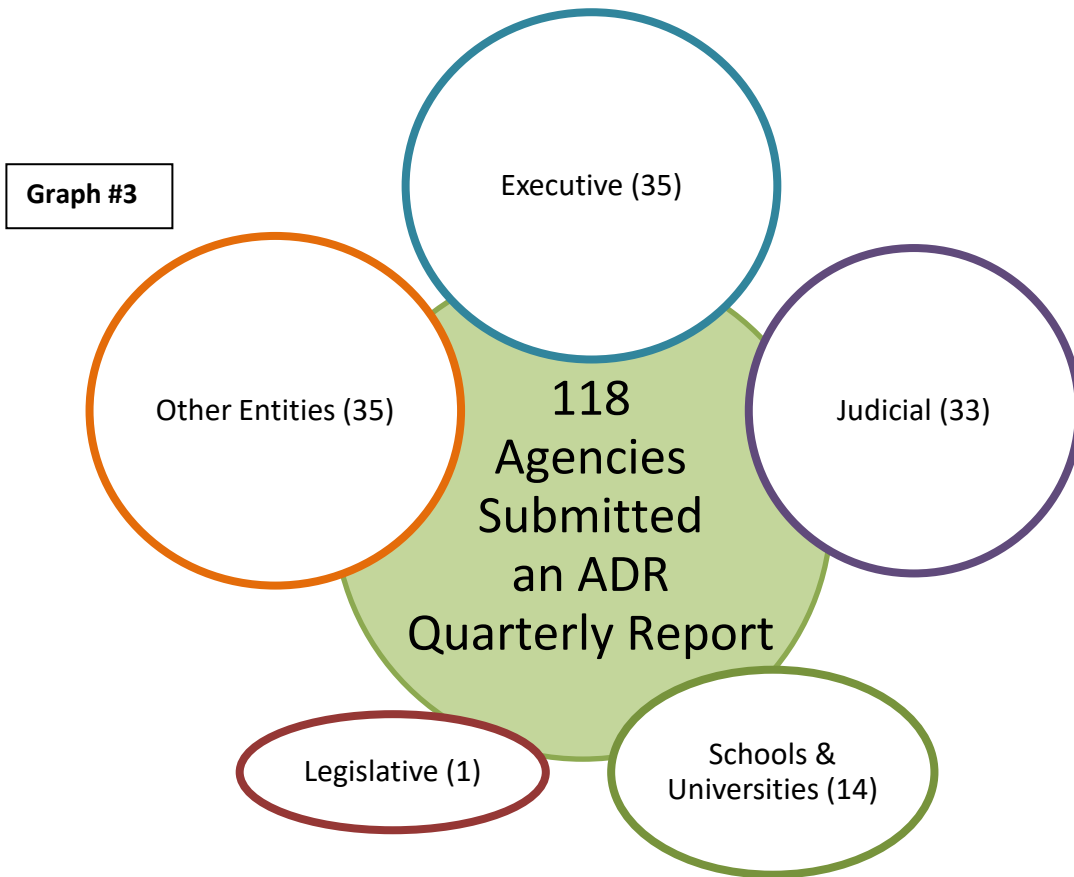 Graph #3
Executive (35)
Other Entities (35)
Judicial (33)
118
Agencies
Submitted
an ADR
Quarterly Report
Legislative (1)
Schools &
Universities (14)